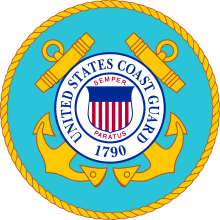 UNITED STATES COAST GUARD
SEMPER
PARATUS
1790